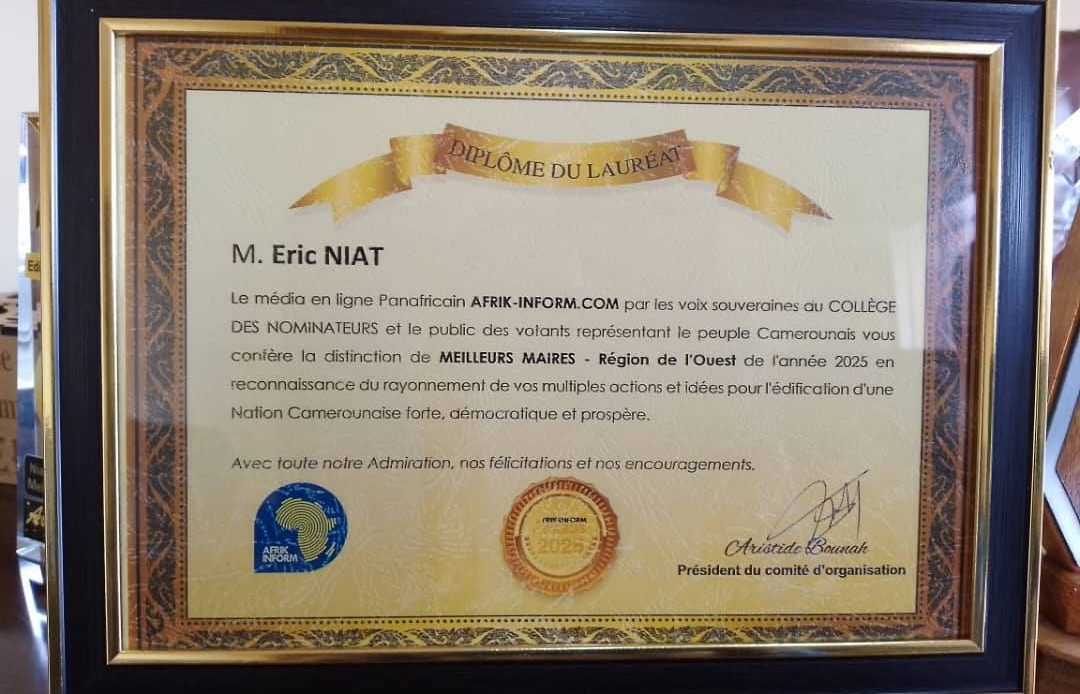 DIPLÔME DU LAURÉAT
M. Eric NIAT
Le média en ligne Panafricain AFRIK-INFORM.COM par les voix souveraines du COLLÈGE
DES NOMINATEURS et le public des votants représentant le peuple Camerounais vous
confère la distinction de MEILLEURS MAIRES - Région de l'Ouest de l'année 2025 en
reconnaissance du rayonnement de vos multiples actions et idées pour l'édification d'une
Nation Camerounaise forte, démocratique et prospère.
Avec toute notre Admiration, nos félicitations et nos encouragements.
AFRIK
INFORM
AFRIK-INFORM
AWARDS
2025
Aristide Bounah
Président du comité d'organisation